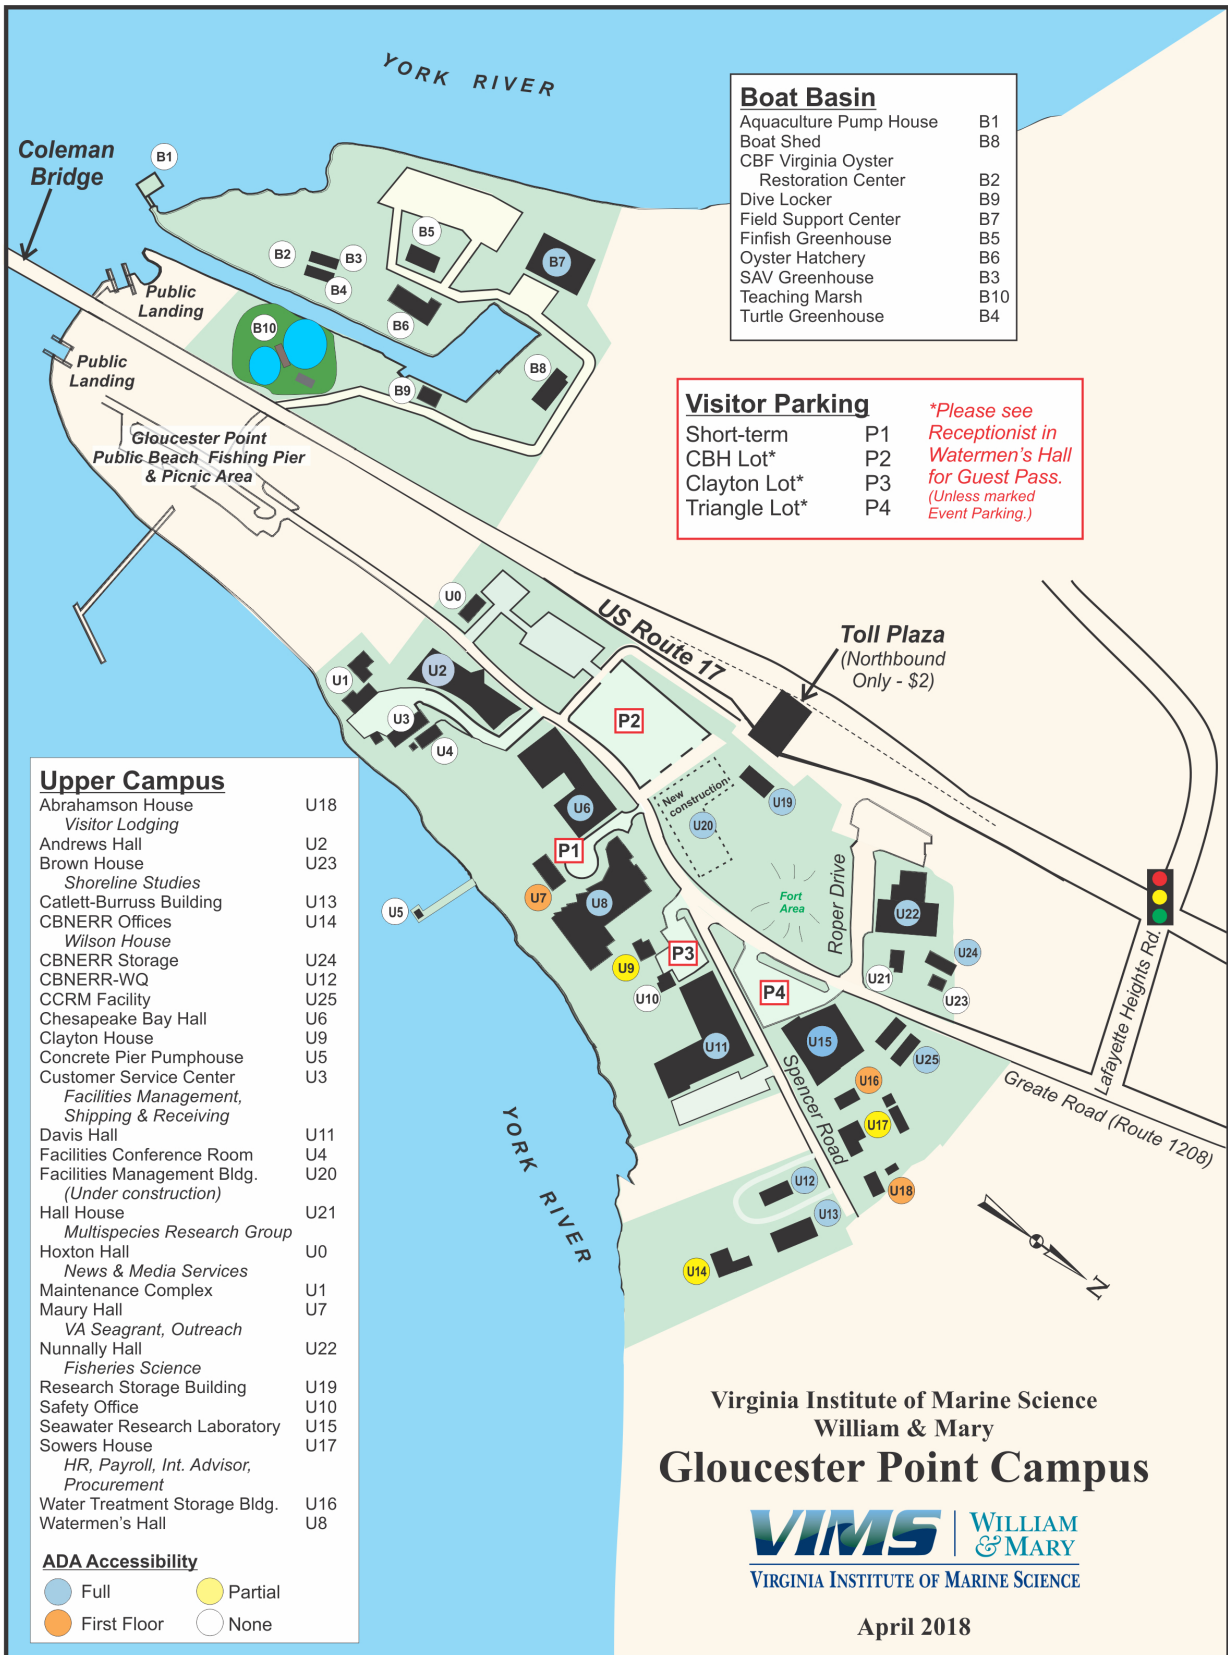 YORK RIVER
Coleman
Bridge
B1
B2
B3
B4
B5
B6
B7
B8
B9
B10
Public
Landing
Public
Landing
Gloucester Point
Public Beach Fishing Pier
& Picnic Area
Boat Basin
Aquaculture Pump House B1
Boat Shed B8
CBF Virginia Oyster
Restoration Center B2
Dive Locker B9
Field Support Center B7
Finfish Greenhouse B5
Oyster Hatchery B6
SAV Greenhouse B3
Teaching Marsh B10
Turtle Greenhouse B4
Visitor Parking
Short-term P1
CBH Lot* P2
Clayton Lot* P3
Triangle Lot* P4
*Please see
Receptionist in
Watermen's Hall
for Guest Pass.
(Unless marked
Event Parking.)
US Route 17
Toll Plaza
(Northbound
Only - $2)
U0
U1
U2
U3
U4
P2
U6
New
construction
U20
U19
P1
U7
U8
U5
Fort
Area
Roper Drive
U22
U24
U21
U23
U9
P3
U10
P4
U11
U15
U25
U16
U17
U18
Spencer Road
Lafayette Heights Rd.
Greate Road (Route 1208)
U12
U13
U14
YORK RIVER
N
Upper Campus
Abrahamson House U18
Visitor Lodging
Andrews Hall U2
Brown House U23
Shoreline Studies
Catlett-Burruss Building U13
CBNERR Offices U14
Wilson House
CBNERR Storage U24
CBNERR-WQ U12
CCRM Facility U25
Chesapeake Bay Hall U6
Clayton House U9
Concrete Pier Pumphouse U5
Customer Service Center U3
Facilities Management,
Shipping & Receiving
Davis Hall U11
Facilities Conference Room U4
Facilities Management Bldg. U20
(Under construction)
Hall House U21
Multispecies Research Group
Hoxton Hall U0
News & Media Services
Maintenance Complex U1
Maury Hall U7
VA Seagrant, Outreach
Nunnally Hall U22
Fisheries Science
Research Storage Building U19
Safety Office U10
Seawater Research Laboratory U15
Sowers House U17
HR, Payroll, Int. Advisor,
Procurement
Water Treatment Storage Bldg. U16
Watermen's Hall U8
ADA Accessibility
Full
Partial
First Floor
None
Virginia Institute of Marine Science
William & Mary
Gloucester Point Campus
VIMS
WILLIAM
& MARY
VIRGINIA INSTITUTE OF MARINE SCIENCE
April 2018